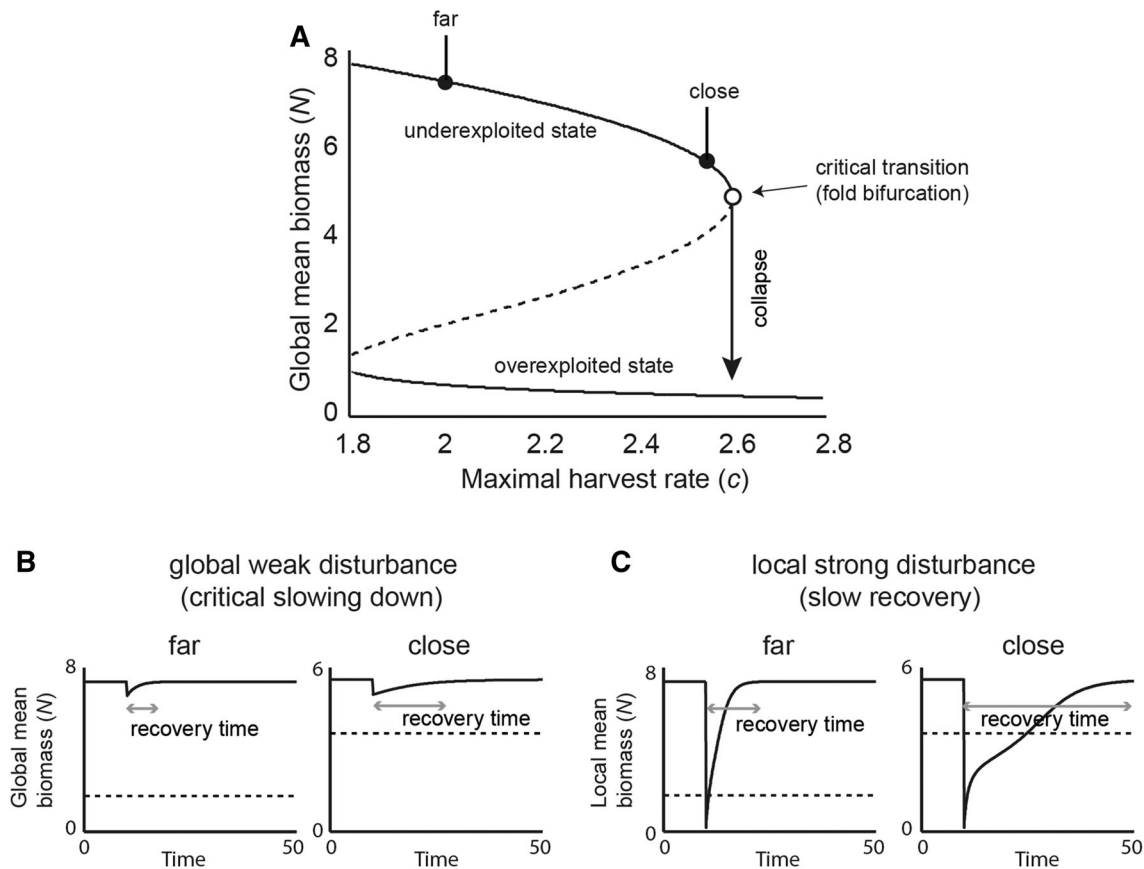 A
far
close
underexploited state
critical transition
(fold bifurcation)
collapse
overexploited state
Global mean biomass (N)
8
6
4
2
0
1.8 2 2.2 2.4 2.6 2.8
Maximal harvest rate (c)
B
global weak disturbance
(critical slowing down)
far
close
Global mean
biomass (N)
8
0
recovery time
0 Time 50
6
0
recovery time
0 Time 50
C
local strong disturbance
(slow recovery)
far
close
Local mean
biomass (N)
8
0
recovery time
0 Time 50
6
0
recovery time
0 Time 50